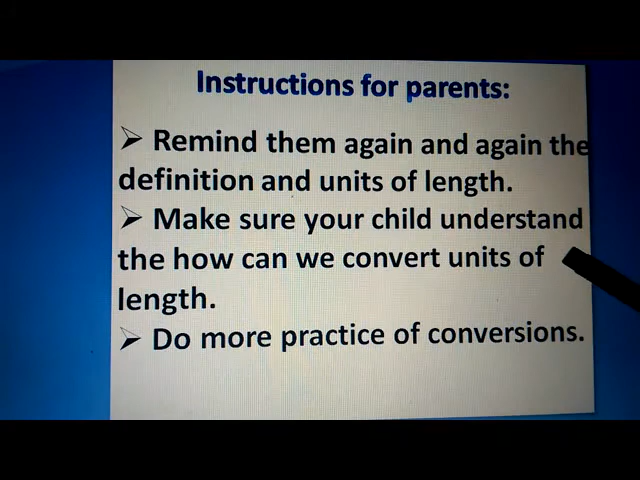 Instructions for parents:
➢ Remind them again and again the
definition and units of length.
➢ Make sure your child understand
the how can we convert units of
length.
➢ Do more practice of conversions.